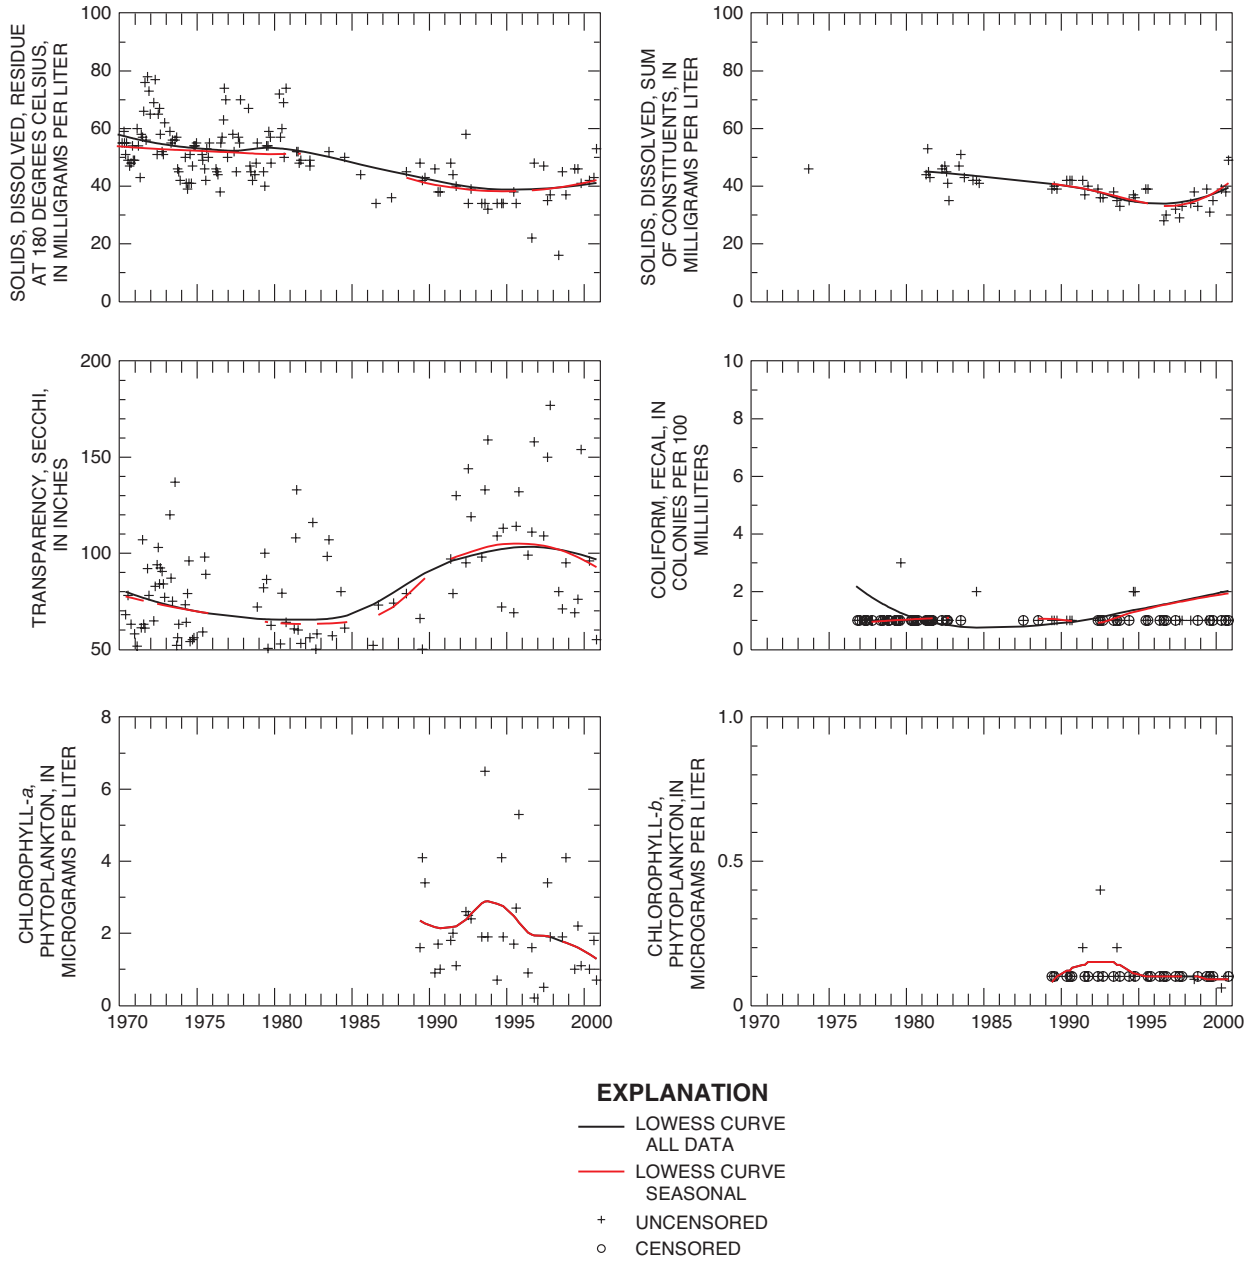 SOLIDS, DISSOLVED, RESIDUE
AT 180 DEGREES CELSIUS,
IN MILLIGRAMS PER LITER
100
80
60
40
20
0
SOLIDS, DISSOLVED, SUM
OF CONSTITUENTS, IN
MILLIGRAMS PER LITER
100
80
60
40
20
0
TRANSPARENCY, SECCHI,
IN INCHES
200
150
100
50
COLIFORM, FECAL, IN
COLONIES PER 100
MILLILITERS
10
8
6
4
2
0
CHLOROPHYLL-a,
PHYTOPLANKTON, IN
MICROGRAMS PER LITER
8
6
4
2
0
1970 1975 1980 1985 1990 1995 2000
CHLOROPHYLL-b,
PHYTOPLANKTON,IN
MICROGRAMS PER LITER
1.0
0.5
0
1970 1975 1980 1985 1990 1995 2000
EXPLANATION
LOWESS CURVE
ALL DATA
LOWESS CURVE
SEASONAL
UNCENSORED
CENSORED